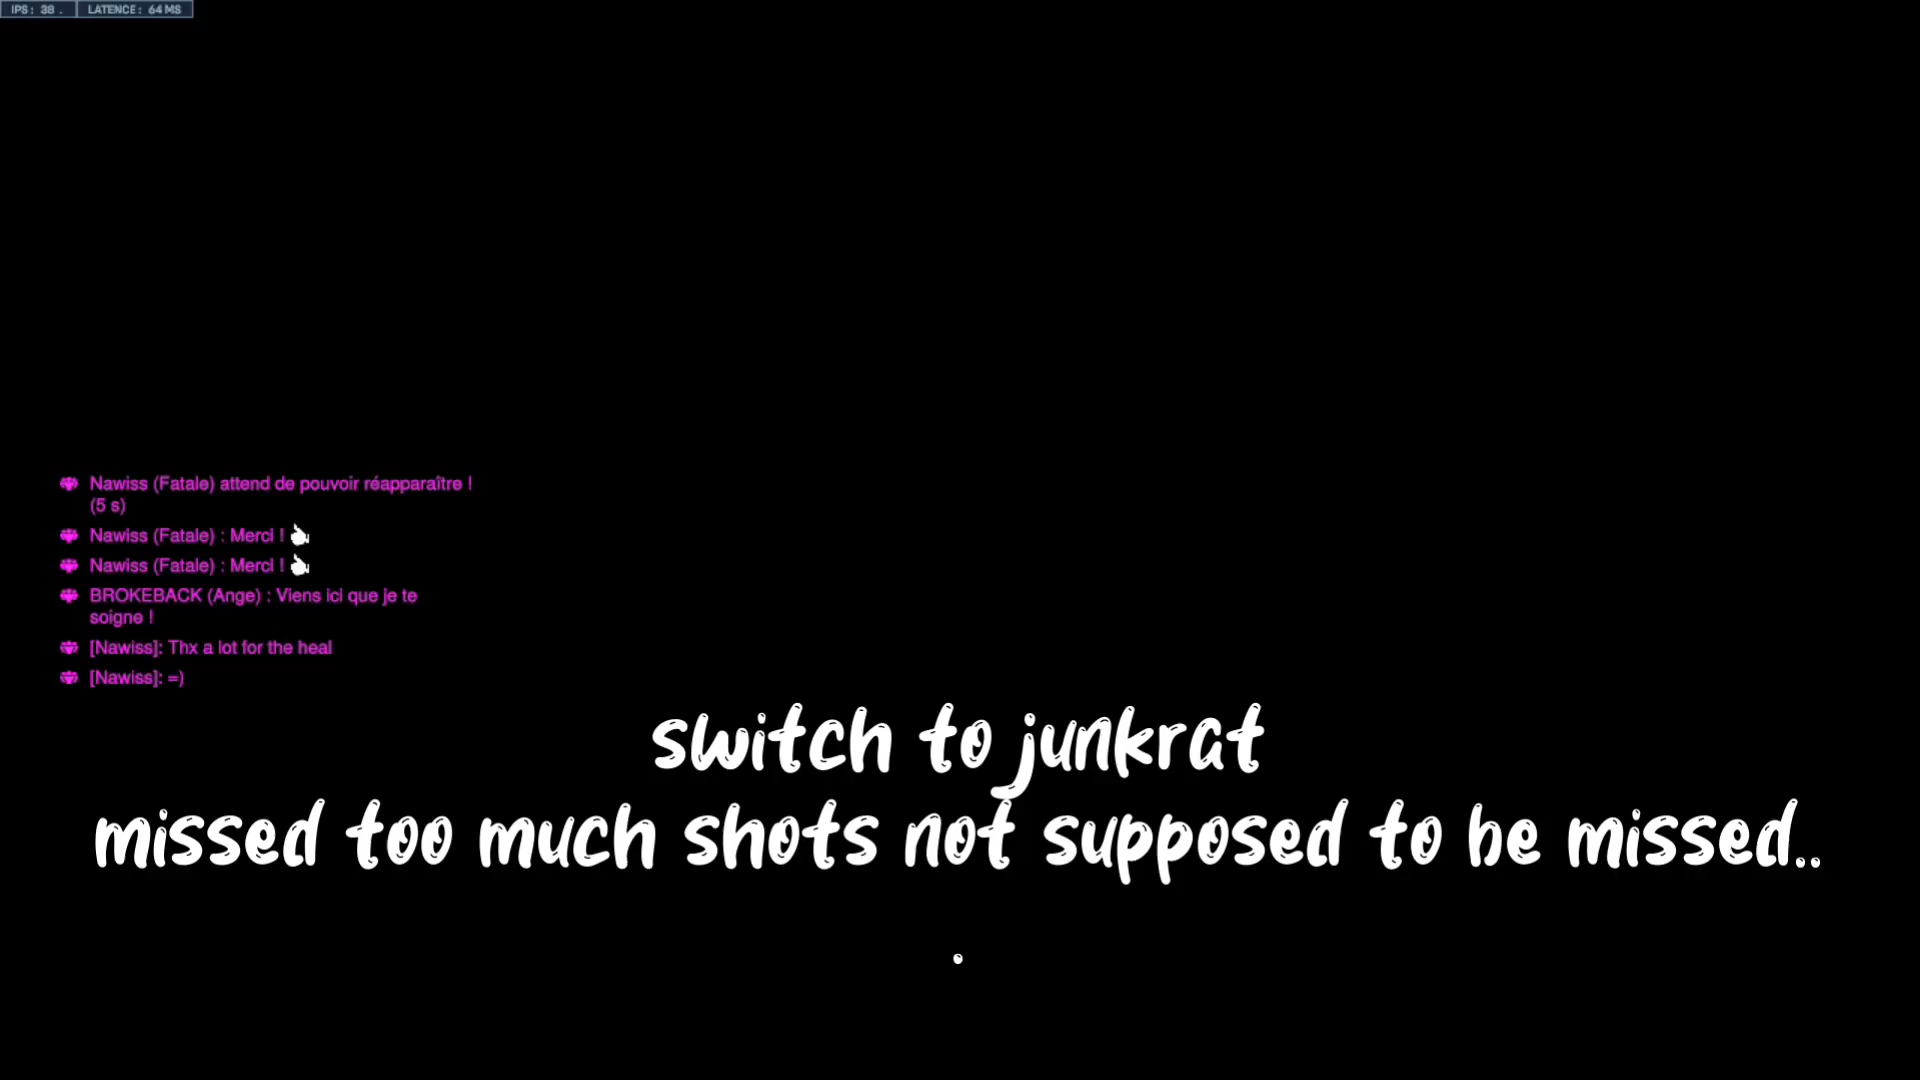 IPS: 38 .
LATENCE: 64 MS
Nawiss (Fatale) attend de pouvoir réapparaître !
(5 s)
Nawiss (Fatale) : Merci !
Nawiss (Fatale) : Merci !
BROKEBACK (Ange) : Viens ici que je te
soigne !
[Nawiss]: Thx a lot for the heal
[Nawiss]: =)
switch to junkrat
missed too much shots not supposed to be missed..
.